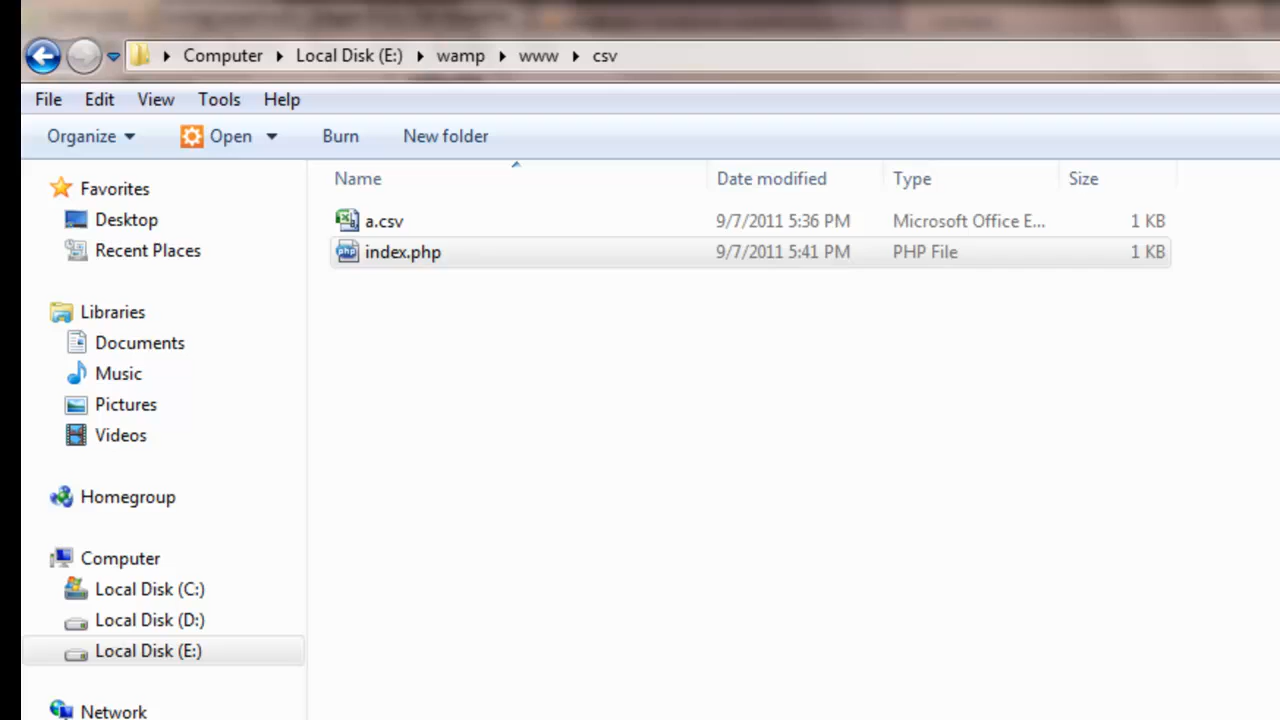 Computer Local Disk (E:) wamp www csv
File Edit View Tools Help
Organize Open Burn New folder
Name Date modified Type Size
a.csv 9/7/2011 5:36 PM Microsoft Office E... 1 KB
php index.php 9/7/2011 5:41 PM PHP File 1 KB
Favorites
Desktop
Recent Places
Libraries
Documents
Music
Pictures
Videos
Homegroup
Computer
Local Disk (C:)
Local Disk (D:)
Local Disk (E:)
Network